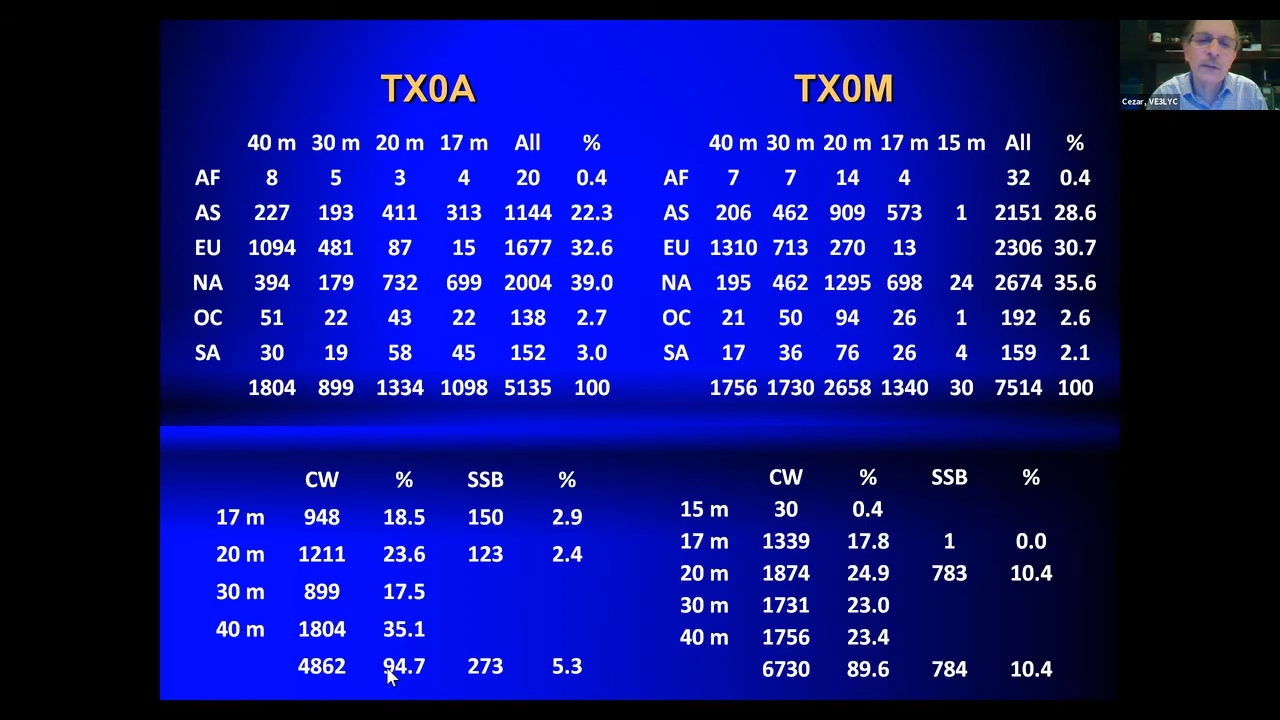 TX0A
40 m 30 m 20 m 17 m All %
AF 8 5 3 4 20 0.4
AS 227 193 411 313 1144 22.3
EU 1094 481 87 15 1677 32.6
NA 394 179 732 699 2004 39.0
OC 51 22 43 22 138 2.7
SA 30 19 58 45 152 3.0
1804 899 1334 1098 5135 100
TX0M
40 m 30 m 20 m 17 m 15 m All %
AF 7 7 14 4 32 0.4
AS 206 462 909 573 1 2151 28.6
EU 1310 713 270 13 2306 30.7
NA 195 462 1295 698 24 2674 35.6
OC 21 50 94 26 1 192 2.6
SA 17 36 76 26 4 159 2.1
1756 1730 2658 1340 30 7514 100
CW % SSB %
17 m 948 18.5 150 2.9
20 m 1211 23.6 123 2.4
30 m 899 17.5
40 m 1804 35.1
4862 94.7 273 5.3
CW % SSB %
15 m 30 0.4
17 m 1339 17.8 1 0.0
20 m 1874 24.9 783 10.4
30 m 1731 23.0
40 m 1756 23.4
6730 89.6 784 10.4
Cezar, VE3LYC